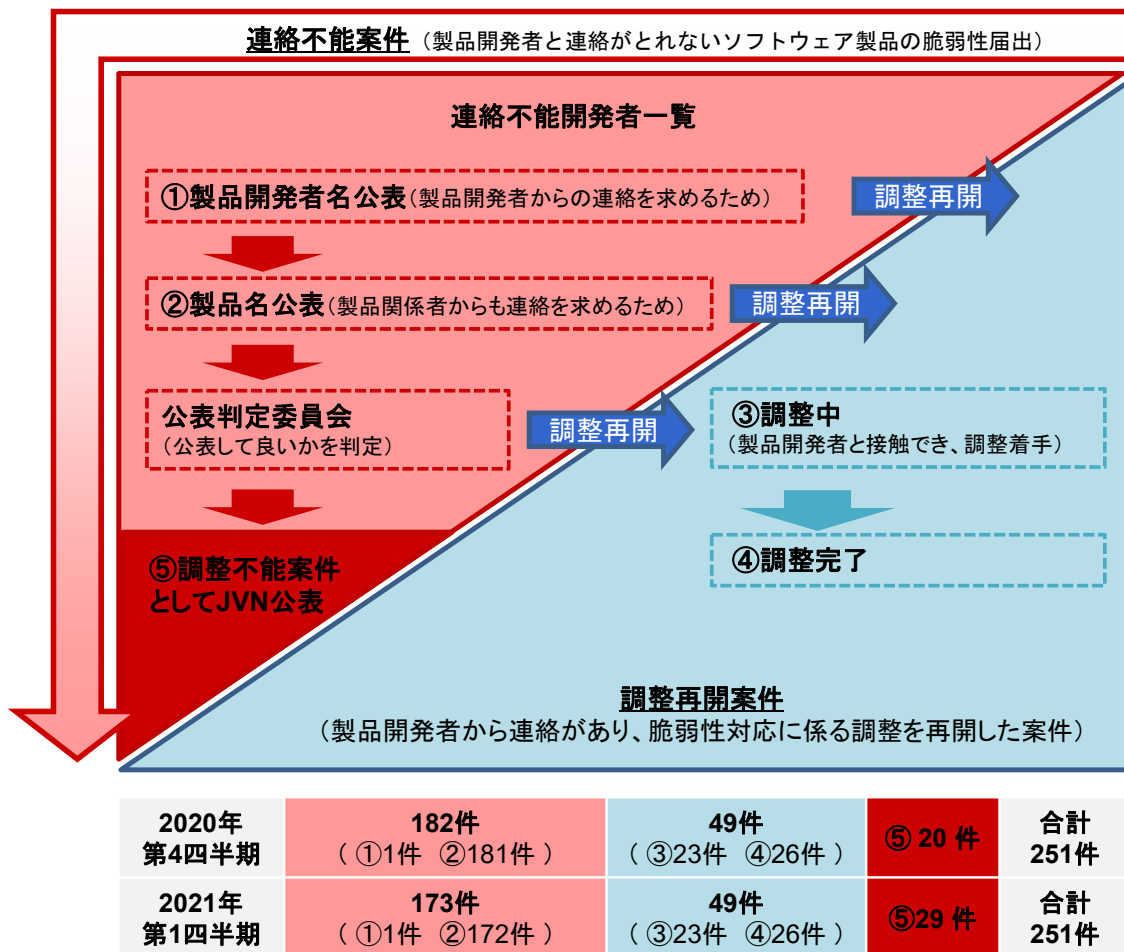 連絡不能案件（製品開発者と連絡がとれないソフトウェア製品の脆弱性届出）
連絡不能開発者一覧
①製品開発者名公表（製品開発者からの連絡を求めるため）
調整再開
②製品名公表（製品関係者からも連絡を求めるため）
調整再開
公表判定委員会
（公表して良いかを判定）
調整再開
③調整中
（製品開発者と接触でき、調整着手）
⑤調整不能案件
としてJVN公表
④調整完了
調整再開案件
（製品開発者から連絡があり、脆弱性対応に係る調整を再開した案件）
2020年
第4四半期
182件
（ ①1件 ②181件 ）
49件
（ ③23件 ④26件 ）
⑤ 20 件
合計
251件
2021年
第1四半期
173件
（ ①1件 ②172件 ）
49件
（ ③23件 ④26件 ）
⑤29 件
合計
251件